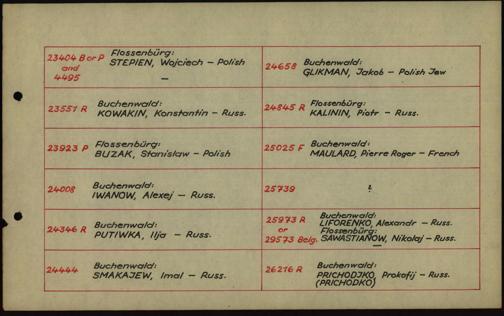 23404 B or P Flossenbürg:
and STEPIEN, Wojciech – Polish
4495 –
23551 R Buchenwald:
KOWAKIN, Konstantin – Russ.
23923 P Flossenbürg:
BUZAK, Stanislaw – Polish
24008 Buchenwald:
IWANOW, Alexej – Russ.
24346 R Buchenwald:
PUTIWKA, Ilja – Russ.
24444 Buchenwald:
SMAKAJEW, Imal – Russ.
24658 Buchenwald:
GLIKMAN, Jakob – Polish Jew
24845 R Flossenbürg:
KALININ, Piotr – Russ.
25025 F Buchenwald:
MAULARD, Pierre Roger – French
25739
25973 R Buchenwald:
LIFORENKO, Alexandr – Russ.
or Flossenbürg:
29573 Belg. SAWASTIANOW, Nikolaj – Russ.
–
26216 R Buchenwald:
PRICHODJKO, Prokofij – Russ.
(PRICHODKO)